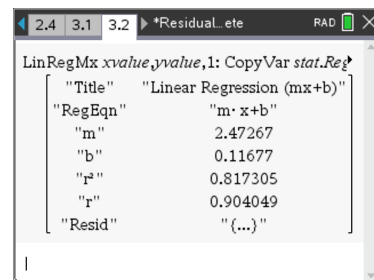 2.4 3.1 3.2 *Residual...ete RAD
LinRegMx xvalue,yvalue,1: CopyVar stat.Reg
"Title" "Linear Regression (mx+b)"
"RegEqn" "m·x+b"
"m" 2.47267
"b" 0.11677
"r²" 0.817305
"r" 0.904049
"Resid" "{...}"